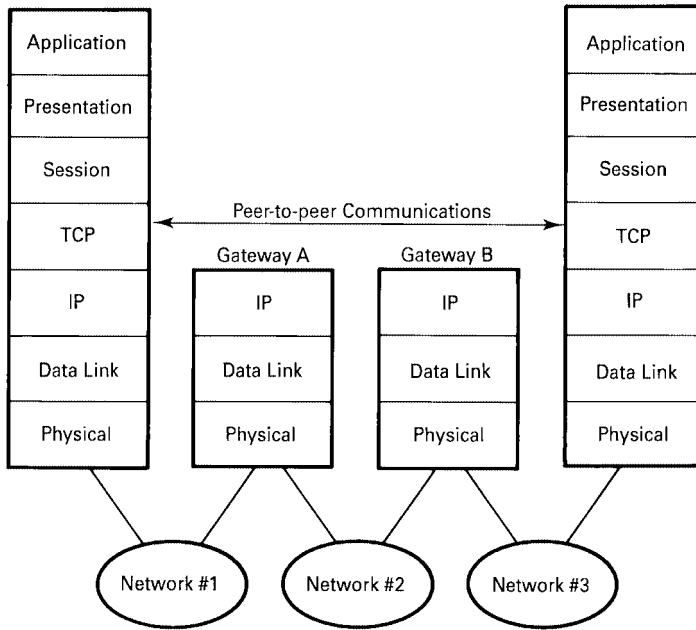 Application
Presentation
Session
TCP
IP
Data Link
Physical
Peer-to-peer Communications
Gateway A
IP
Data Link
Physical
Gateway B
IP
Data Link
Physical
Application
Presentation
Session
TCP
IP
Data Link
Physical
Network #1
Network #2
Network #3